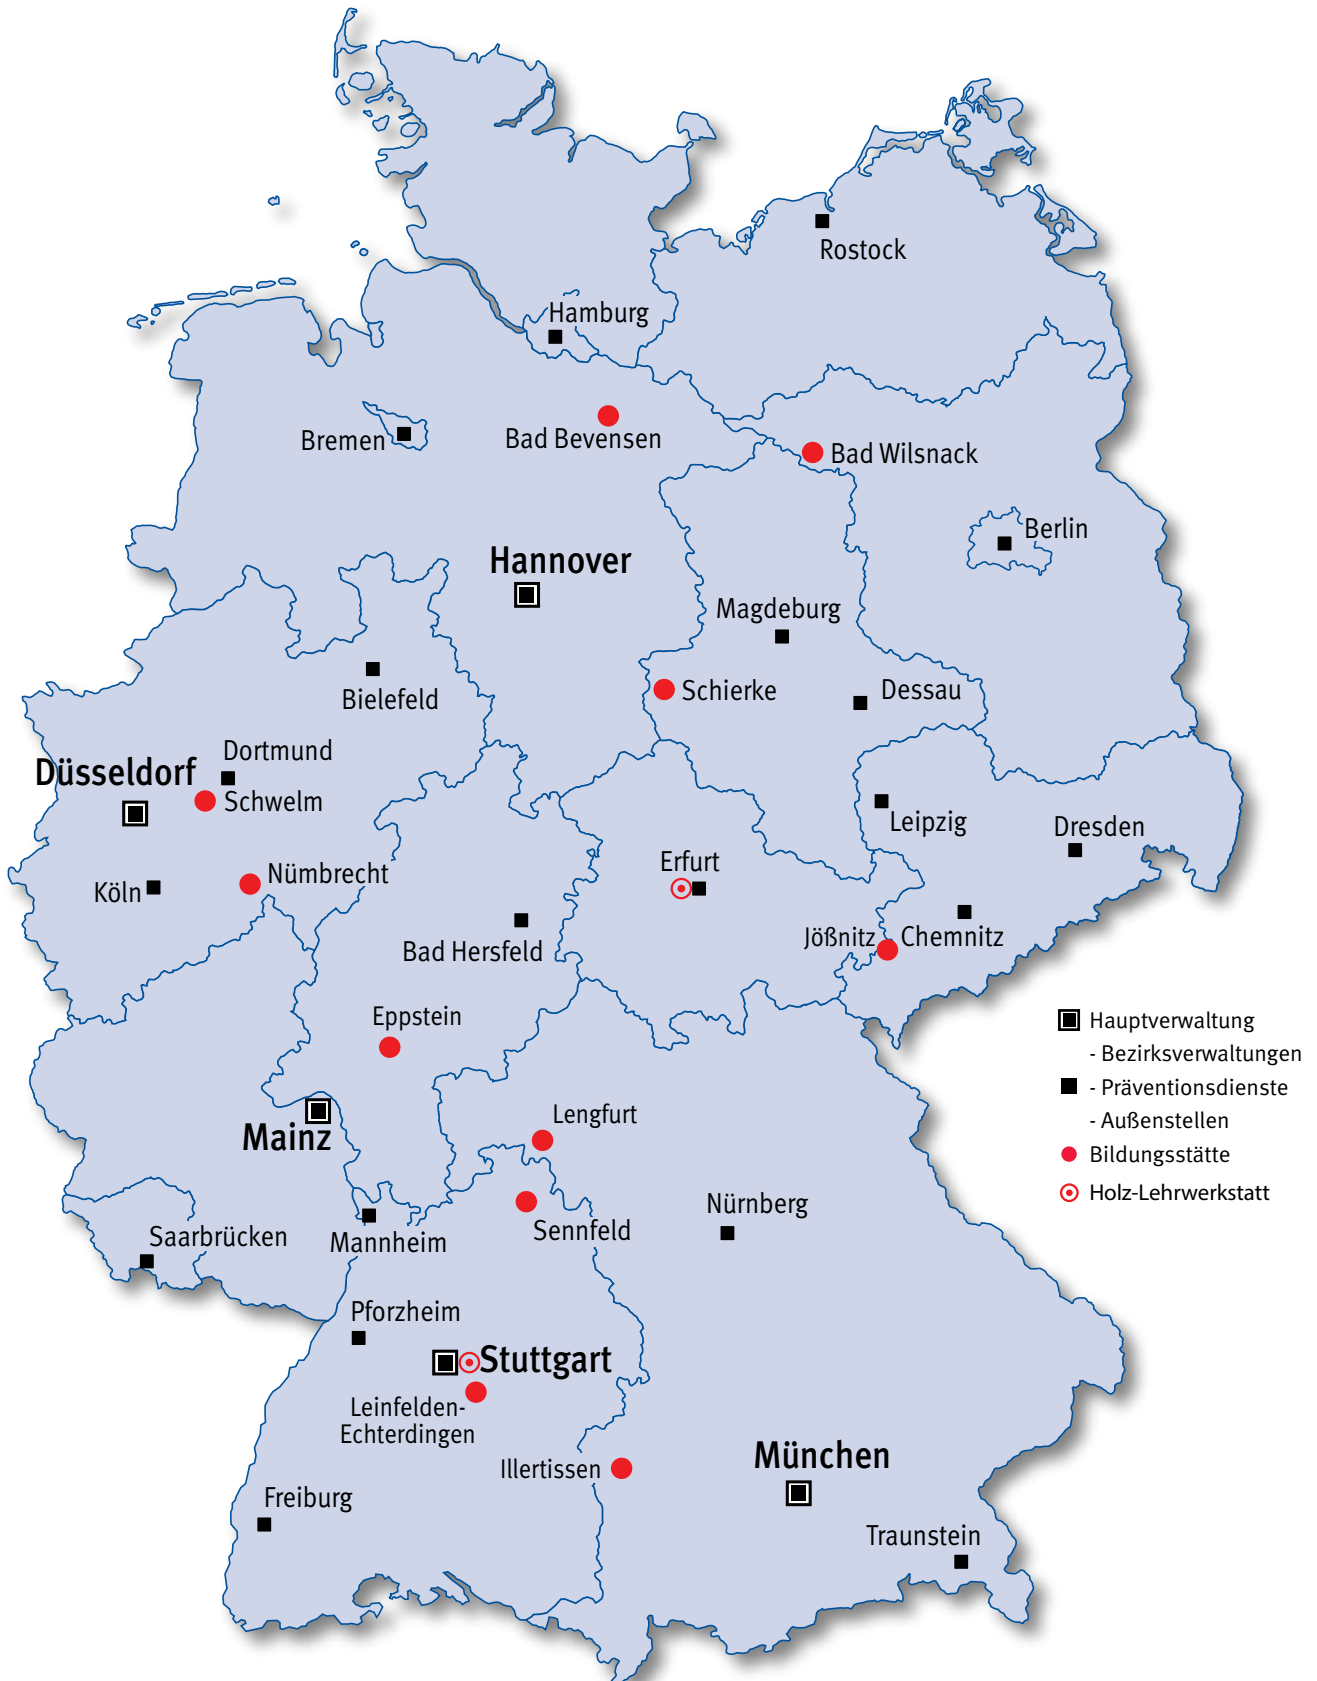 Rostock
Hamburg
Bremen
Bad Bevensen
Bad Wilsnack
Berlin
Hannover
Magdeburg
Bielefeld
Schierke
Dessau
Dortmund
Düsseldorf
Schwelm
Leipzig
Dresden
Erfurt
Nümbrecht
Köln
Bad Hersfeld
Jößnitz
Chemnitz
Eppstein
Hauptverwaltung
- Bezirksverwaltungen
- Präventionsdienste
- Außenstellen
Bildungsstätte
Holz-Lehrwerkstatt
Lengfurt
Mainz
Nürnberg
Sennfeld
Saarbrücken
Mannheim
Pforzheim
Stuttgart
Leinfelden-
Echterdingen
München
Illertissen
Freiburg
Traunstein